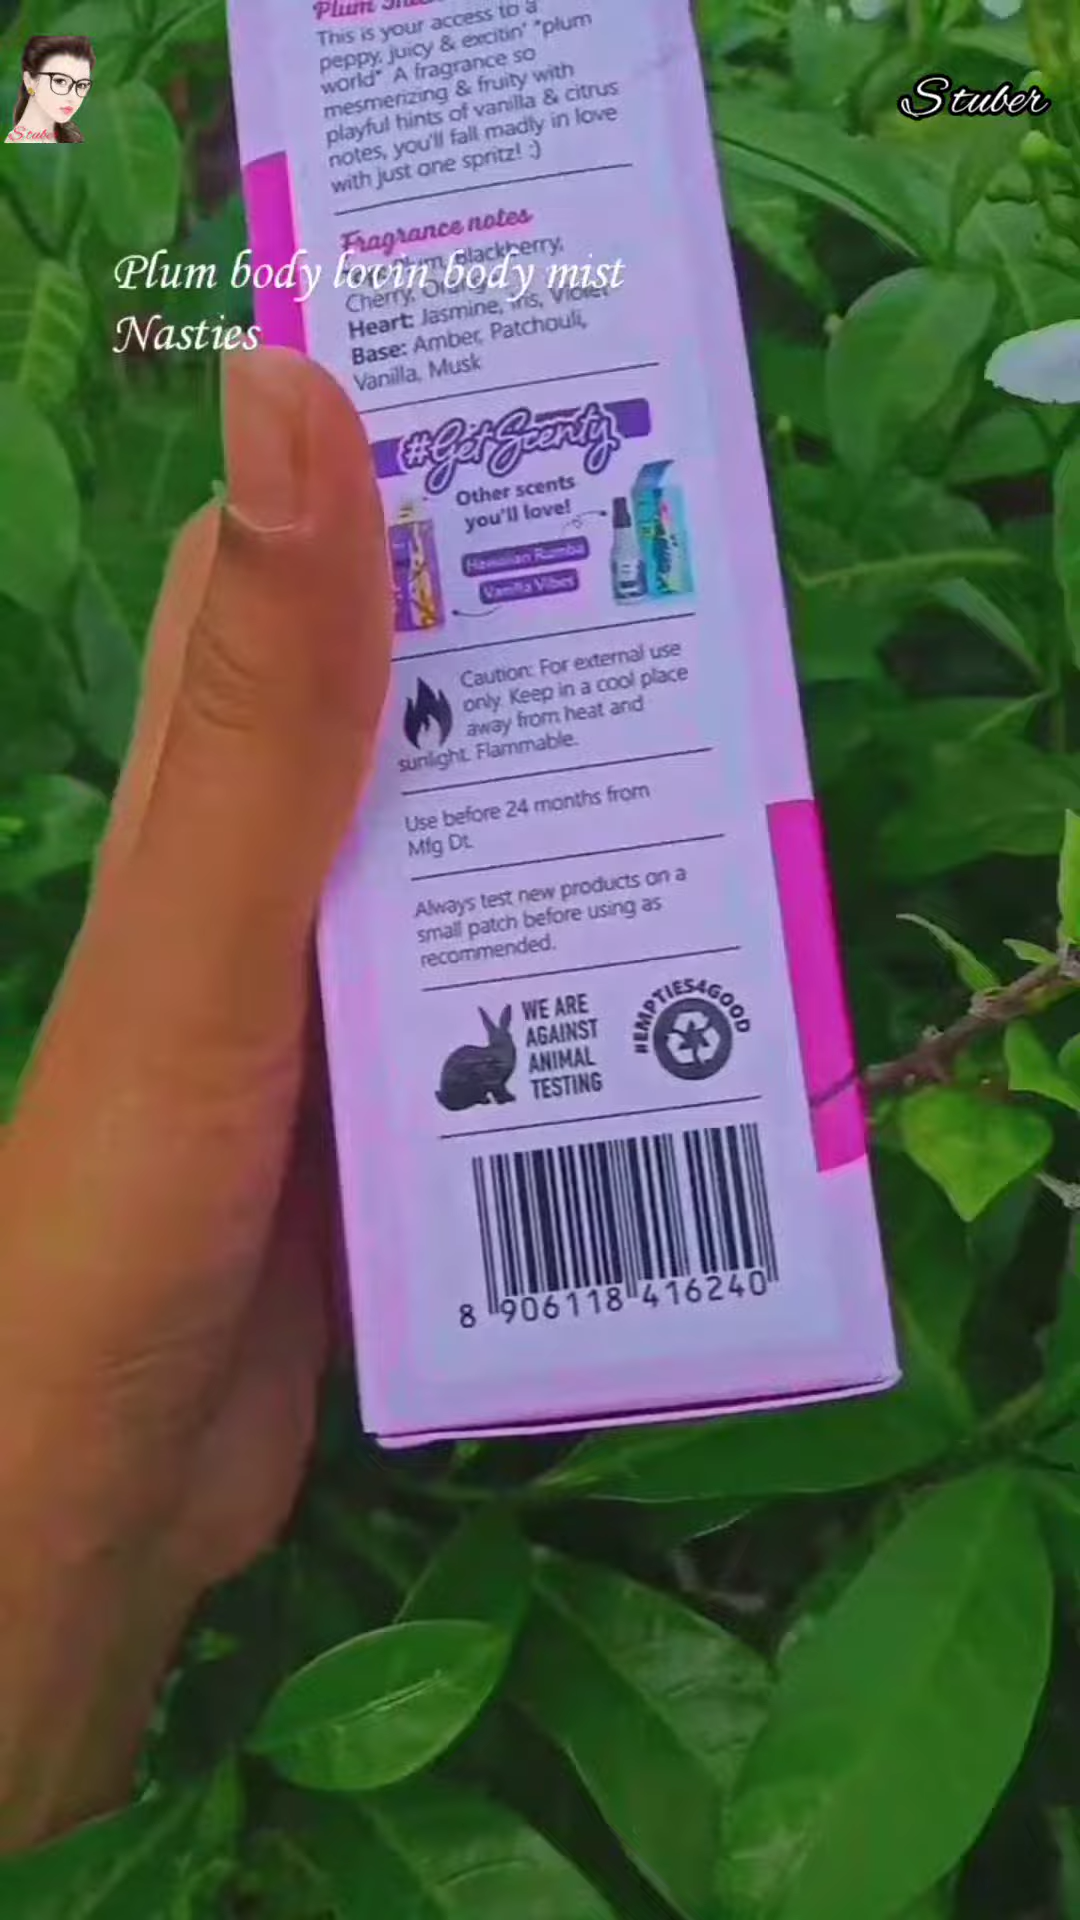 Plum
This is your access to a
peppy, juicy & excitin' "plum
world" A fragrance so
mesmerizing & fruity with
playful hints of vanilla & citrus
notes, you'll fall madly in love
with just one spritz! :)
Stuber
Stuber
Fragrance notes
Blackberry,
Cherry,
Heart: Jasmine, Iris, Violet
Base: Amber, Patchouli,
Vanilla, Musk
Plum body lovin body mist
Nasties
#GetScenty
Other scents
you'll love!
Hawaiian Rumba
Vanilla Vibes
Caution: For external use
only. Keep in a cool place
away from heat and
sunlight. Flammable.
Use before 24 months from
Mfg Dt.
Always test new products on a
small patch before using as
recommended.
WE ARE
AGAINST
ANIMAL
TESTING
#EMPTIES4GOOD
8 906118 416240